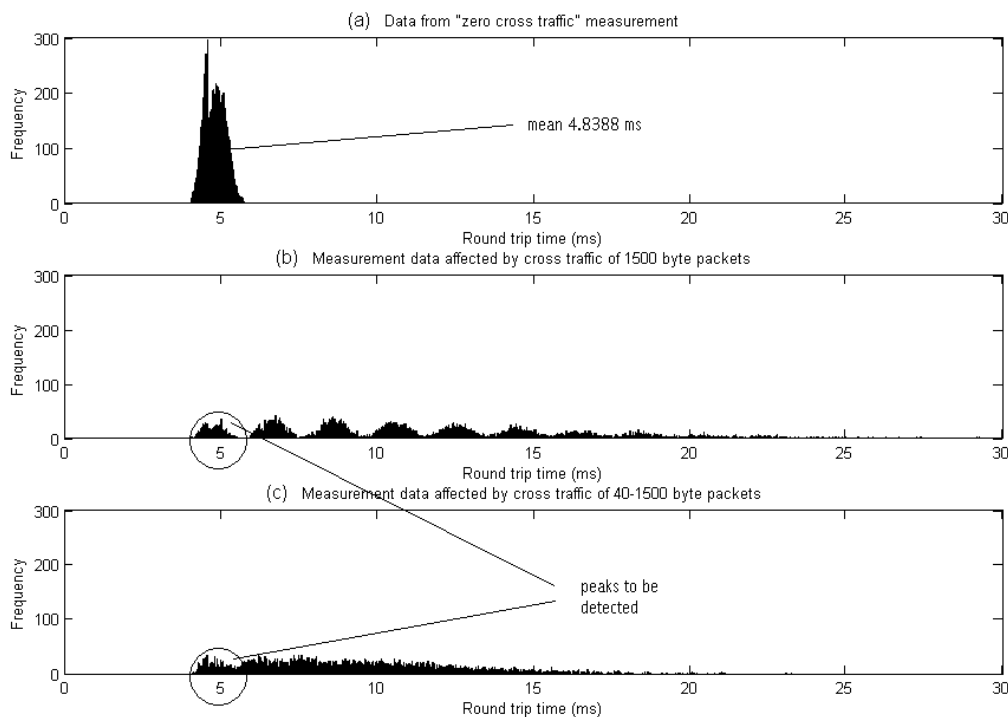 (a) Data from "zero cross traffic" measurement
300
200
100
0
Frequency
mean 4.8388 ms
0 5 10 15 20 25 30
Round trip time (ms)
(b) Measurement data affected by cross traffic of 1500 byte packets
300
200
100
0
Frequency
0 5 10 15 20 25 30
Round trip time (ms)
(c) Measurement data affected by cross traffic of 40-1500 byte packets
300
200
100
0
Frequency
peaks to be
detected
0 5 10 15 20 25 30
Round trip time (ms)